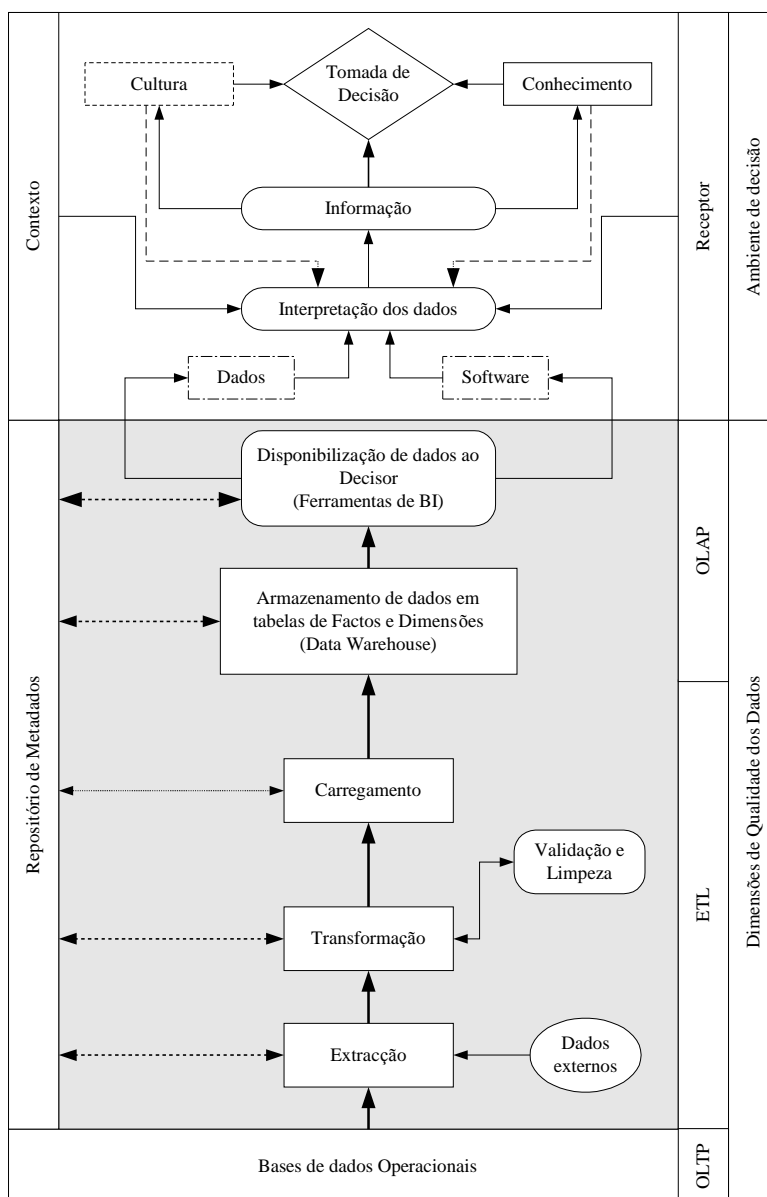 Cultura
Tomada de
Decisão
Conhecimento
Informação
Interpretação dos dados
Dados
Software
Contexto
Receptor
Ambiente de decisão
Disponibilização de dados ao
Decisor
(Ferramentas de BI)
Armazenamento de dados em
tabelas de Factos e Dimensões
(Data Warehouse)
Carregamento
Validação e
Limpeza
Transformação
Extracção
Dados
externos
Repositório de Metadados
OLAP
ETL
Dimensões de Qualidade dos Dados
Bases de dados Operacionais
OLTP